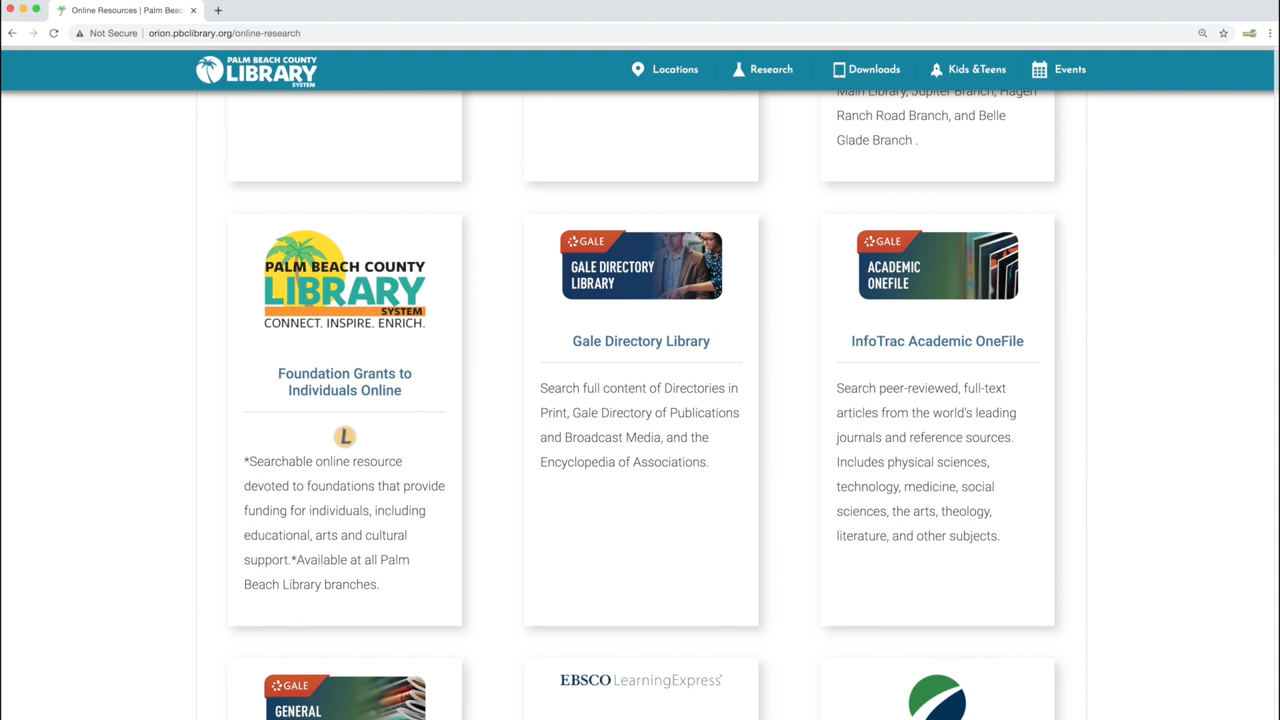 Online Resources | Palm Beac
Not Secure
orion.pbclibrary.org/online-research
PALM BEACH COUNTY
LIBRARY
SYSTEM
Locations
Research
Downloads
Kids &Teens
Events
Main Library, Jupiter Branch, Hagen
Ranch Road Branch, and Belle
Glade Branch .
PALM BEACH COUNTY
LIBRARY
SYSTEM
CONNECT. INSPIRE. ENRICH.
Foundation Grants to
Individuals Online
L
*Searchable online resource
devoted to foundations that provide
funding for individuals, including
educational, arts and cultural
support.*Available at all Palm
Beach Library branches.
GALE
GALE DIRECTORY
LIBRARY
Gale Directory Library
Search full content of Directories in
Print, Gale Directory of Publications
and Broadcast Media, and the
Encyclopedia of Associations.
GALE
ACADEMIC
ONEFILE
InfoTrac Academic OneFile
Search peer-reviewed, full-text
articles from the world's leading
journals and reference sources.
Includes physical sciences,
technology, medicine, social
sciences, the arts, theology,
literature, and other subjects.
GALE
GENERAL
EBSCO LearningExpress